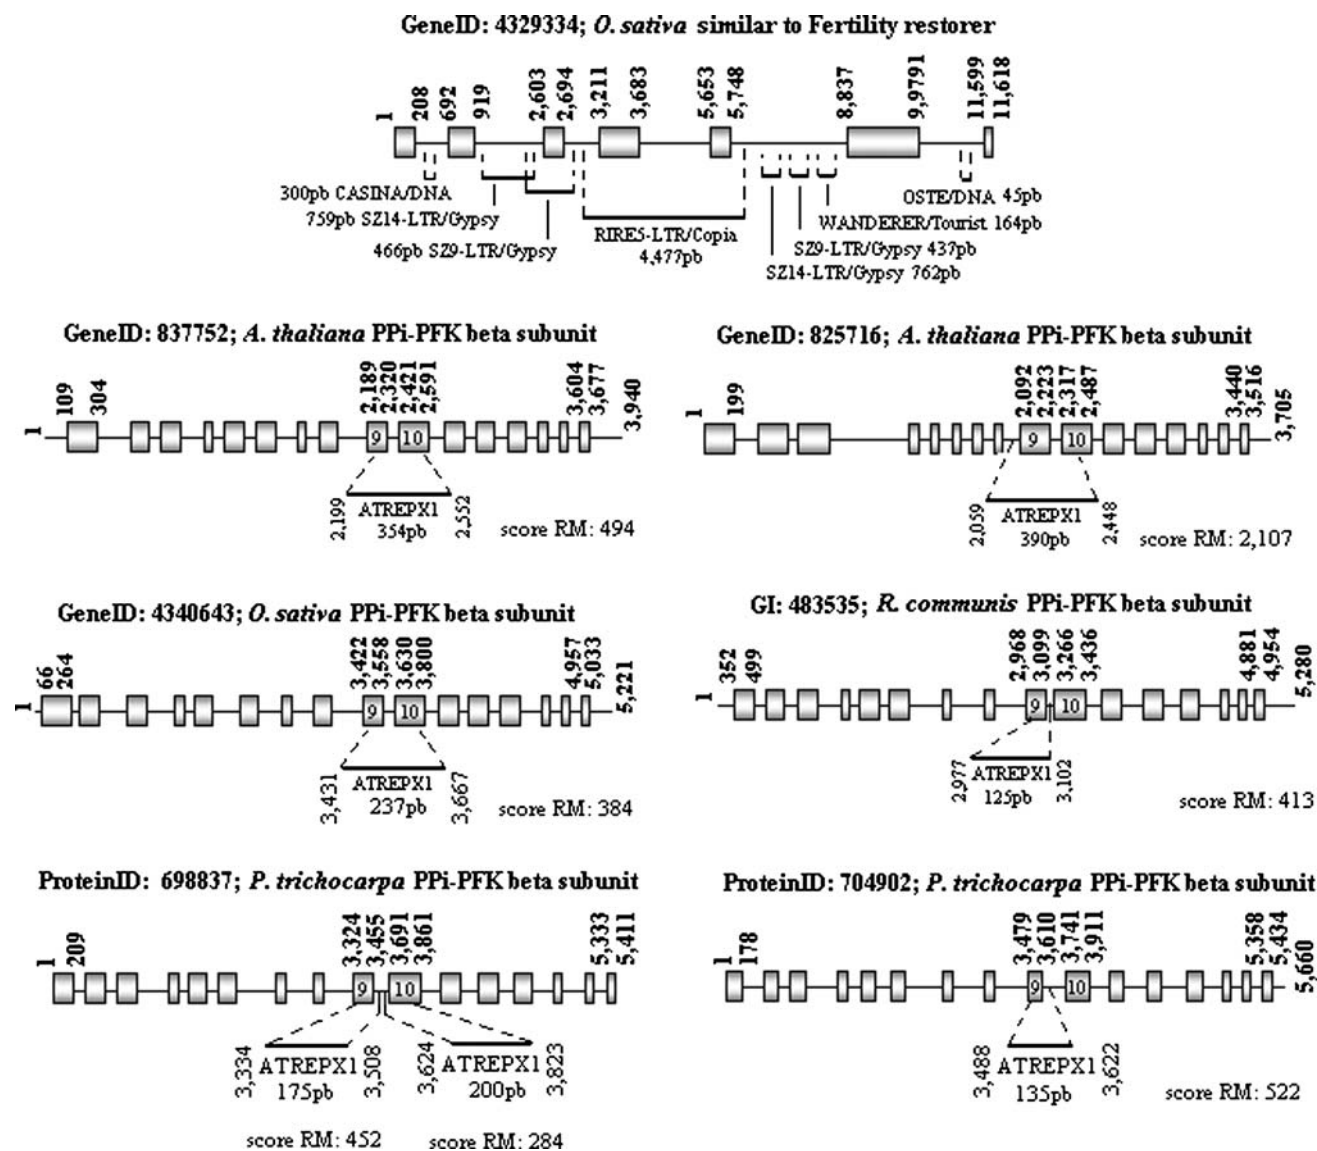 GeneID: 4329334; O. sativa similar to Fertility restorer
1 208 692 919 2,603 2,694 3,211 3,683 5,653 5,748 8,837 9,9791 11,599 11,618
300pb CASINA/DNA
759pb SZ14-LTR/Gypsy
466pb SZ9-LTR/Gypsy
RIRE5-LTR/Copia
4,477pb
OSTE/DNA 45pb
WANDERER/Tourist 164pb
SZ9-LTR/Gypsy 437pb
SZ14-LTR/Gypsy 762pb
GeneID: 837752; A. thaliana PPi-PFK beta subunit
1 109 304 2,189 2,320 2,421 2,591 3,604 3,677 3,940
9 10
2,199 ATREPX1 2,552
354pb
score RM: 494
GeneID: 825716; A. thaliana PPi-PFK beta subunit
1 199 2,092 2,223 2,317 2,487 3,440 3,516 3,705
9 10
2,059 ATREPX1 2,448
390pb
score RM: 2,107
GeneID: 4340643; O. sativa PPi-PFK beta subunit
1 66 264 3,422 3,558 3,630 3,800 4,957 5,033 5,221
9 10
3,431 ATREPX1 3,667
237pb
score RM: 384
GI: 483535; R. communis PPi-PFK beta subunit
1 352 499 2,968 3,099 3,266 3,436 4,881 4,954 5,280
9 10
2,977 ATREPX1 3,102
125pb
score RM: 413
ProteinID: 698837; P. trichocarpa PPi-PFK beta subunit
1 209 3,324 3,455 3,691 3,861 5,333 5,411
9 10
3,334 ATREPX1 3,508 3,624 ATREPX1 3,823
175pb 200pb
score RM: 452 score RM: 284
ProteinID: 704902; P. trichocarpa PPi-PFK beta subunit
1 178 3,479 3,610 3,741 3,911 5,358 5,434 5,660
9 10
3,488 ATREPX1 3,622
135pb
score RM: 522